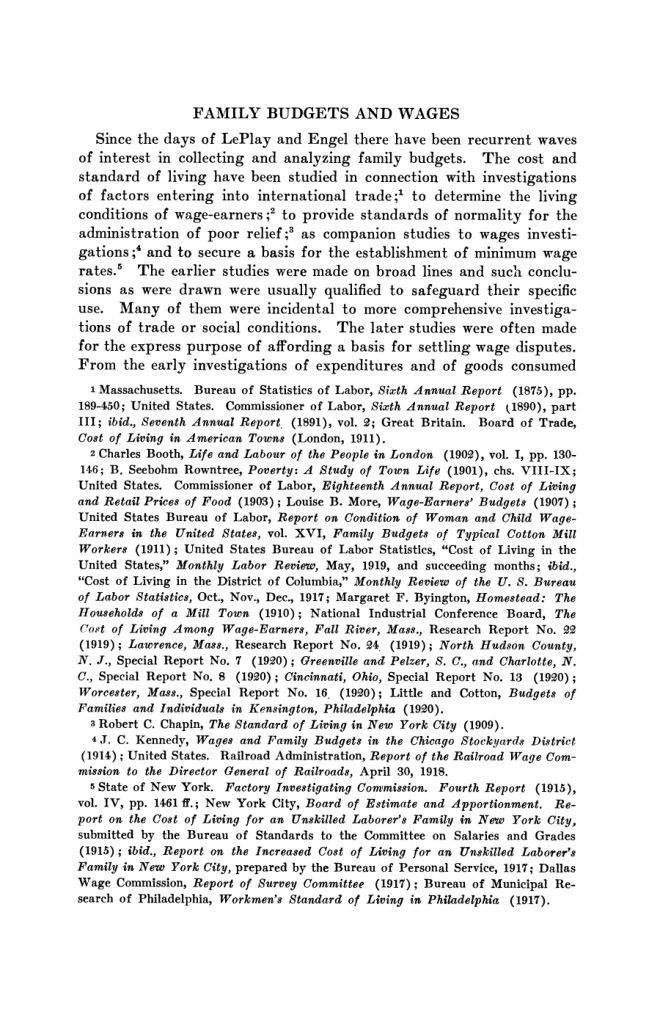 FAMILY BUDGETS AND WAGES
Since the days of LePlay and Engel there have been recurrent waves
of interest in collecting and analyzing family budgets. The cost and
standard of living have been studied in connection with investigations
of factors entering into international trade;¹ to determine the living
conditions of wage-earners;² to provide standards of normality for the
administration of poor relief;³ as companion studies to wages investi-
gations;⁴ and to secure a basis for the establishment of minimum wage
rates.⁵ The earlier studies were made on broad lines and such conclu-
sions as were drawn were usually qualified to safeguard their specific
use. Many of them were incidental to more comprehensive investiga-
tions of trade or social conditions. The later studies were often made
for the express purpose of affording a basis for settling wage disputes.
From the early investigations of expenditures and of goods consumed
¹ Massachusetts. Bureau of Statistics of Labor, Sixth Annual Report (1875), pp.
189-450; United States. Commissioner of Labor, Sixth Annual Report (1890), part
III; ibid., Seventh Annual Report. (1891), vol. 2; Great Britain. Board of Trade,
Cost of Living in American Towns (London, 1911).
² Charles Booth, Life and Labour of the People in London (1902), vol. I, pp. 130-
146; B. Seebohm Rowntree, Poverty: A Study of Town Life (1901), chs. VIII-IX;
United States. Commissioner of Labor, Eighteenth Annual Report, Cost of Living
and Retail Prices of Food (1903); Louise B. More, Wage-Earners' Budgets (1907);
United States Bureau of Labor, Report on Condition of Woman and Child Wage-
Earners in the United States, vol. XVI, Family Budgets of Typical Cotton Mill
Workers (1911); United States Bureau of Labor Statistics, "Cost of Living in the
United States," Monthly Labor Review, May, 1919, and succeeding months; ibid.,
"Cost of Living in the District of Columbia," Monthly Review of the U. S. Bureau
of Labor Statistics, Oct., Nov., Dec., 1917; Margaret F. Byington, Homestead: The
Households of a Mill Town (1910); National Industrial Conference Board, The
Cost of Living Among Wage-Earners, Fall River, Mass., Research Report No. 22
(1919); Lawrence, Mass., Research Report No. 24 (1919); North Hudson County,
N. J., Special Report No. 7 (1920); Greenville and Pelzer, S. C., and Charlotte, N.
C., Special Report No. 8 (1920); Cincinnati, Ohio, Special Report No. 13 (1920);
Worcester, Mass., Special Report No. 16 (1920); Little and Cotton, Budgets of
Families and Individuals in Kensington, Philadelphia (1920).
³ Robert C. Chapin, The Standard of Living in New York City (1909).
⁴ J. C. Kennedy, Wages and Family Budgets in the Chicago Stockyards District
(1914); United States. Railroad Administration, Report of the Railroad Wage Com-
mission to the Director General of Railroads, April 30, 1918.
⁵ State of New York. Factory Investigating Commission. Fourth Report (1915),
vol. IV, pp. 1461 ff.; New York City, Board of Estimate and Apportionment. Re-
port on the Cost of Living for an Unskilled Laborer's Family in New York City,
submitted by the Bureau of Standards to the Committee on Salaries and Grades
(1915); ibid., Report on the Increased Cost of Living for an Unskilled Laborer's
Family in New York City, prepared by the Bureau of Personal Service, 1917; Dallas
Wage Commission, Report of Survey Committee (1917); Bureau of Municipal Re-
search of Philadelphia, Workmen's Standard of Living in Philadelphia (1917).